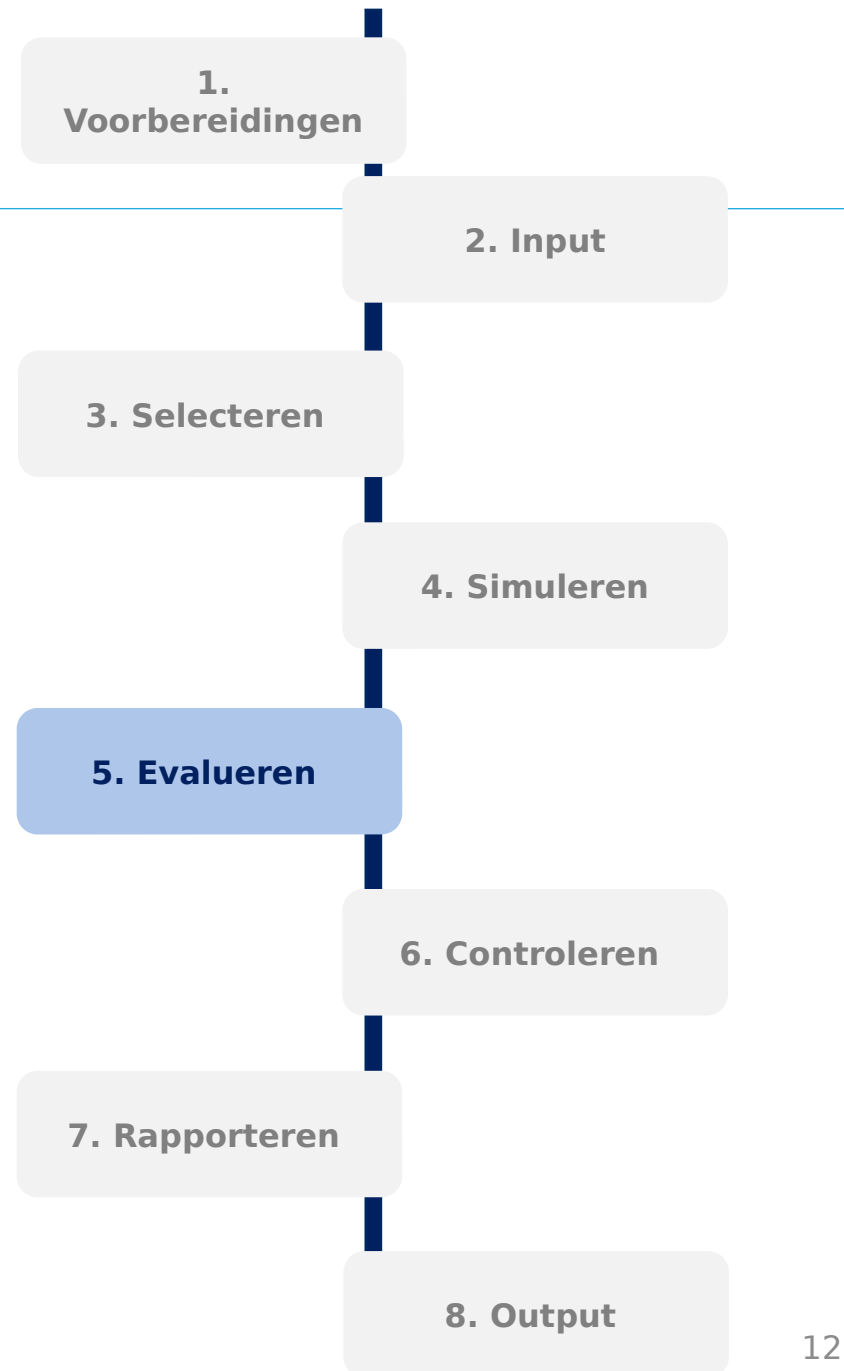 1.
Voorbereidingen
2. Input
3. Selecteren
4. Simuleren
5. Evalueren
6. Controleren
7. Rapporteren
8. Output
12